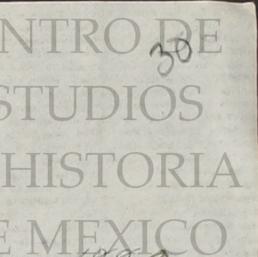 NTRO DE
30
STUDIOS
HISTORIA
E MEXICO